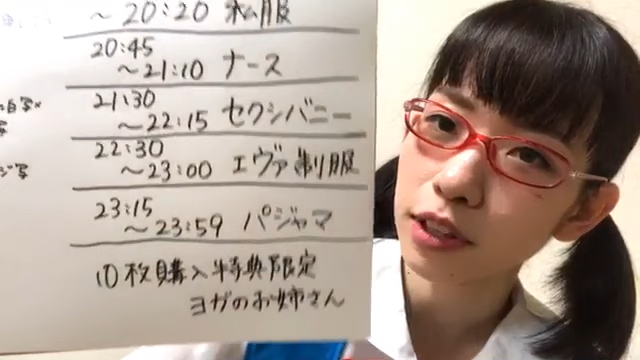 ～20:20 私服
20:45
～21:10 ナース
21:30
～22:15 セクシバニー
22:30
～23:00 エヴァ制服
23:15
～23:59 パジャマ
10枚購入特典限定
ヨガのお姉さん